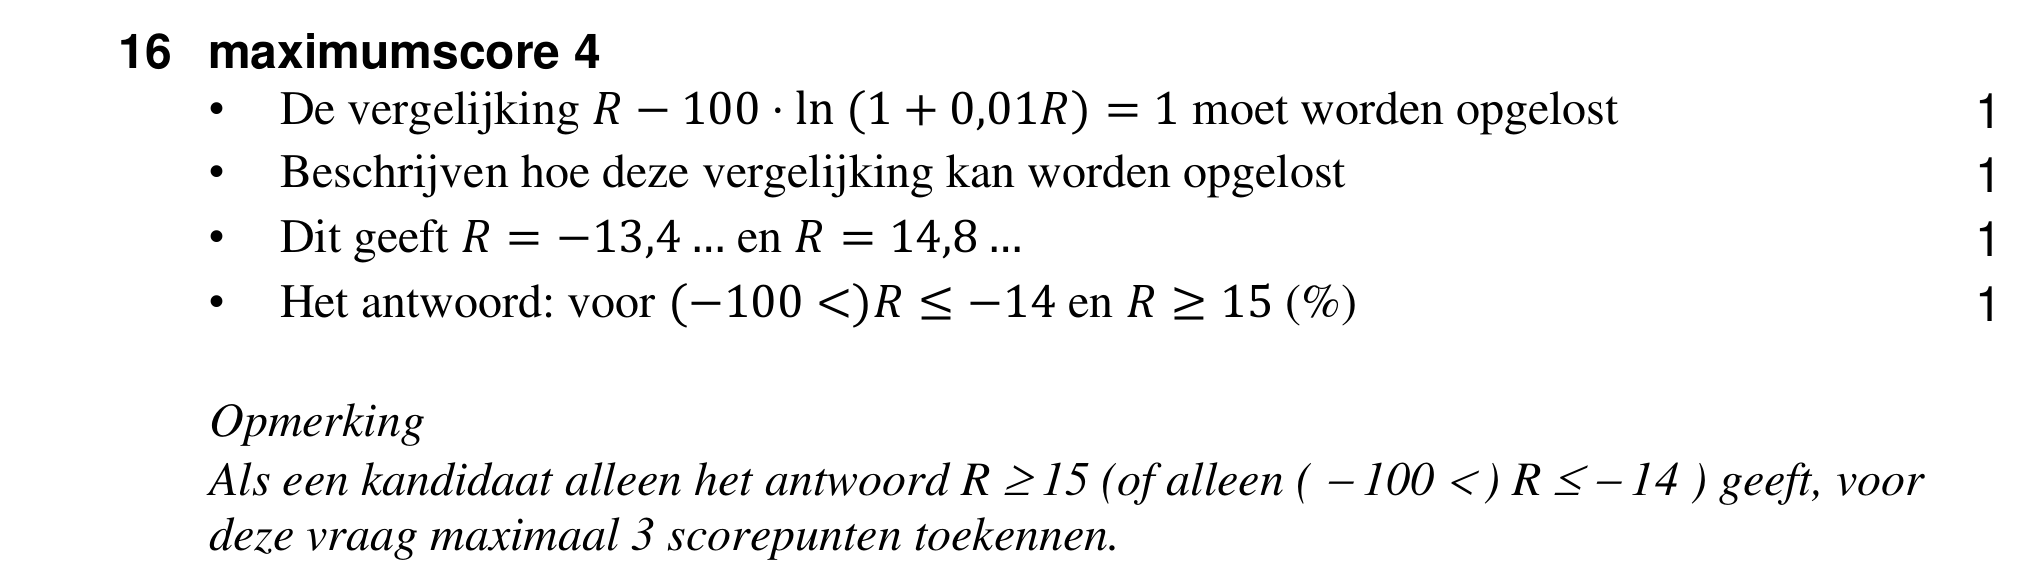 16 maximumscore 4
• De vergelijking R − 100 · ln (1 + 0,01R) = 1 moet worden opgelost 1
• Beschrijven hoe deze vergelijking kan worden opgelost 1
• Dit geeft R = −13,4 ... en R = 14,8 ... 1
• Het antwoord: voor (−100 <)R ≤ −14 en R ≥ 15 (%) 1
Opmerking
Als een kandidaat alleen het antwoord R ≥ 15 (of alleen ( − 100 < ) R ≤ − 14 ) geeft, voor
deze vraag maximaal 3 scorepunten toekennen.